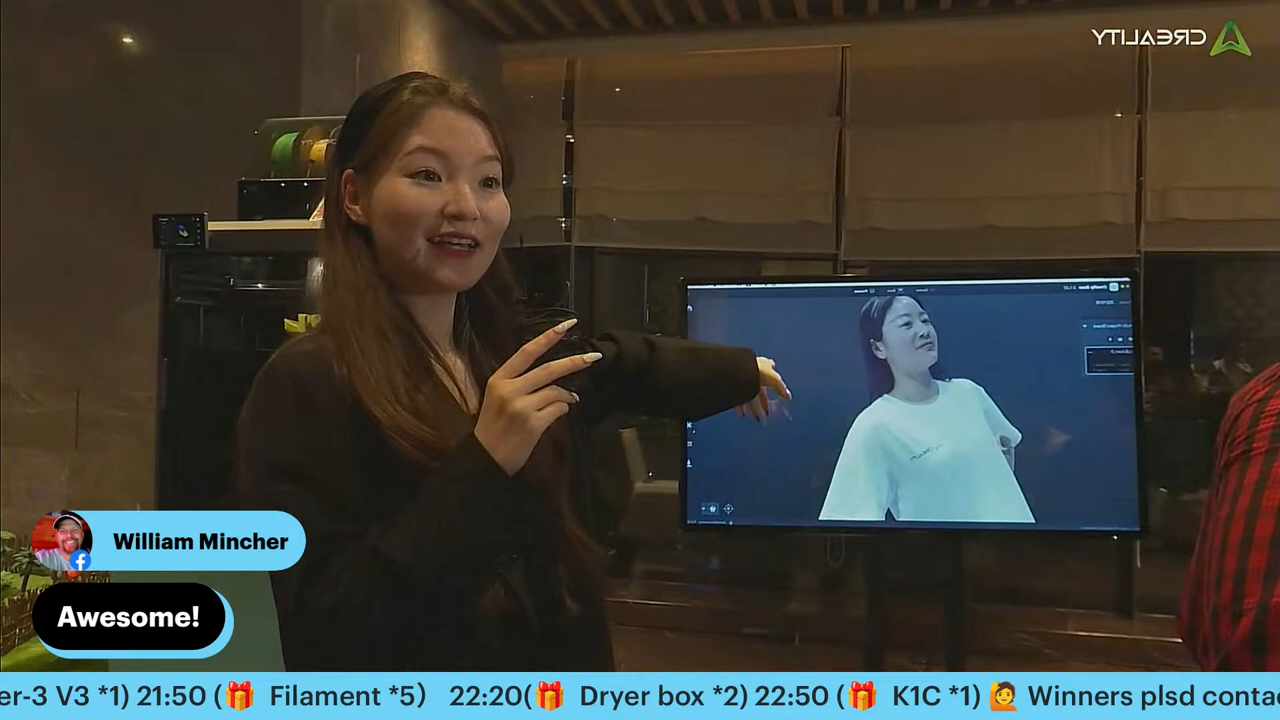 CREALITY
William Mincher
Awesome!
er-3 V3 *1) 21:50 (🎁 Filament *5) 22:20(🎁 Dryer box *2) 22:50 (🎁 K1C *1) 🙋 Winners plsd contac